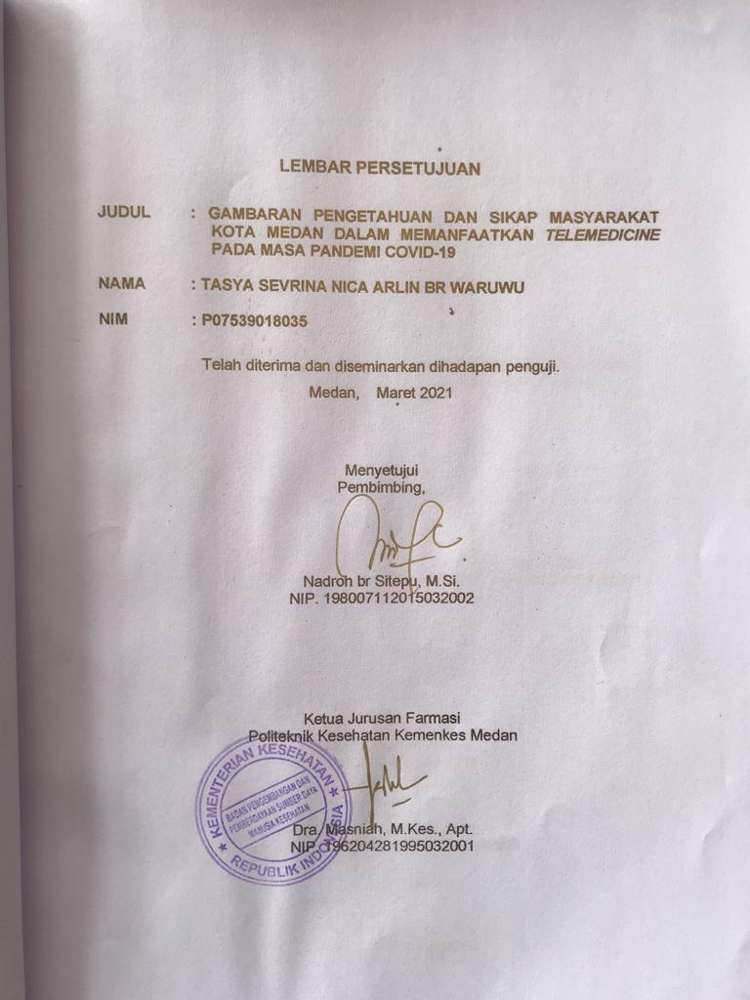 LEMBAR PERSETUJUAN
JUDUL : GAMBARAN PENGETAHUAN DAN SIKAP MASYARAKAT
KOTA MEDAN DALAM MEMANFAATKAN TELEMEDICINE
PADA MASA PANDEMI COVID-19
NAMA : TASYA SEVRINA NICA ARLIN BR WARUWU
NIM : P07539018035
Telah diterima dan diseminarkan dihadapan penguji.
Medan, Maret 2021
Menyetujui
Pembimbing,
Nadroh br Sitepu, M.Si.
NIP. 198007112015032002
Ketua Jurusan Farmasi
Politeknik Kesehatan Kemenkes Medan
KEMENTERIAN KESEHATAN
BADAN PENGEMBANGAN DAN
PEMBERDAYAAN SUMBER DAYA
MANUSIA KESEHATAN
REPUBLIK INDONESIA
Dra. Masniah, M.Kes., Apt.
NIP. 196204281995032001